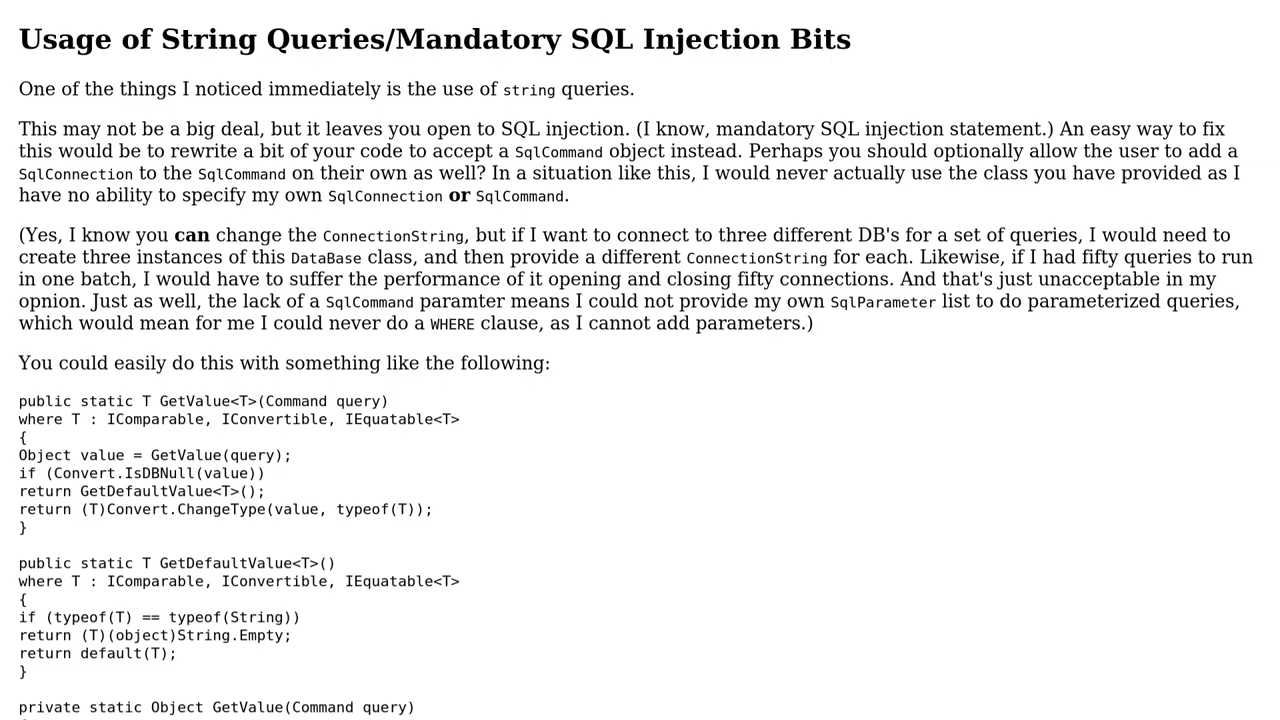 Usage of String Queries/Mandatory SQL Injection Bits
One of the things I noticed immediately is the use of string queries.
This may not be a big deal, but it leaves you open to SQL injection. (I know, mandatory SQL injection statement.) An easy way to fix
this would be to rewrite a bit of your code to accept a SqlCommand object instead. Perhaps you should optionally allow the user to add a
SqlConnection to the SqlCommand on their own as well? In a situation like this, I would never actually use the class you have provided as I
have no ability to specify my own SqlConnection or SqlCommand.
(Yes, I know you can change the ConnectionString, but if I want to connect to three different DB's for a set of queries, I would need to
create three instances of this DataBase class, and then provide a different ConnectionString for each. Likewise, if I had fifty queries to run
in one batch, I would have to suffer the performance of it opening and closing fifty connections. And that's just unacceptable in my
opnion. Just as well, the lack of a SqlCommand paramter means I could not provide my own SqlParameter list to do parameterized queries,
which would mean for me I could never do a WHERE clause, as I cannot add parameters.)
You could easily do this with something like the following:
public static T GetValue<T>(Command query)
where T : IComparable, IConvertible, IEquatable<T>
{
Object value = GetValue(query);
if (Convert.IsDBNull(value))
return GetDefaultValue<T>();
return (T)Convert.ChangeType(value, typeof(T));
}
public static T GetDefaultValue<T>()
where T : IComparable, IConvertible, IEquatable<T>
{
if (typeof(T) == typeof(String))
return (T)(object)String.Empty;
return default(T);
}
private static Object GetValue(Command query)